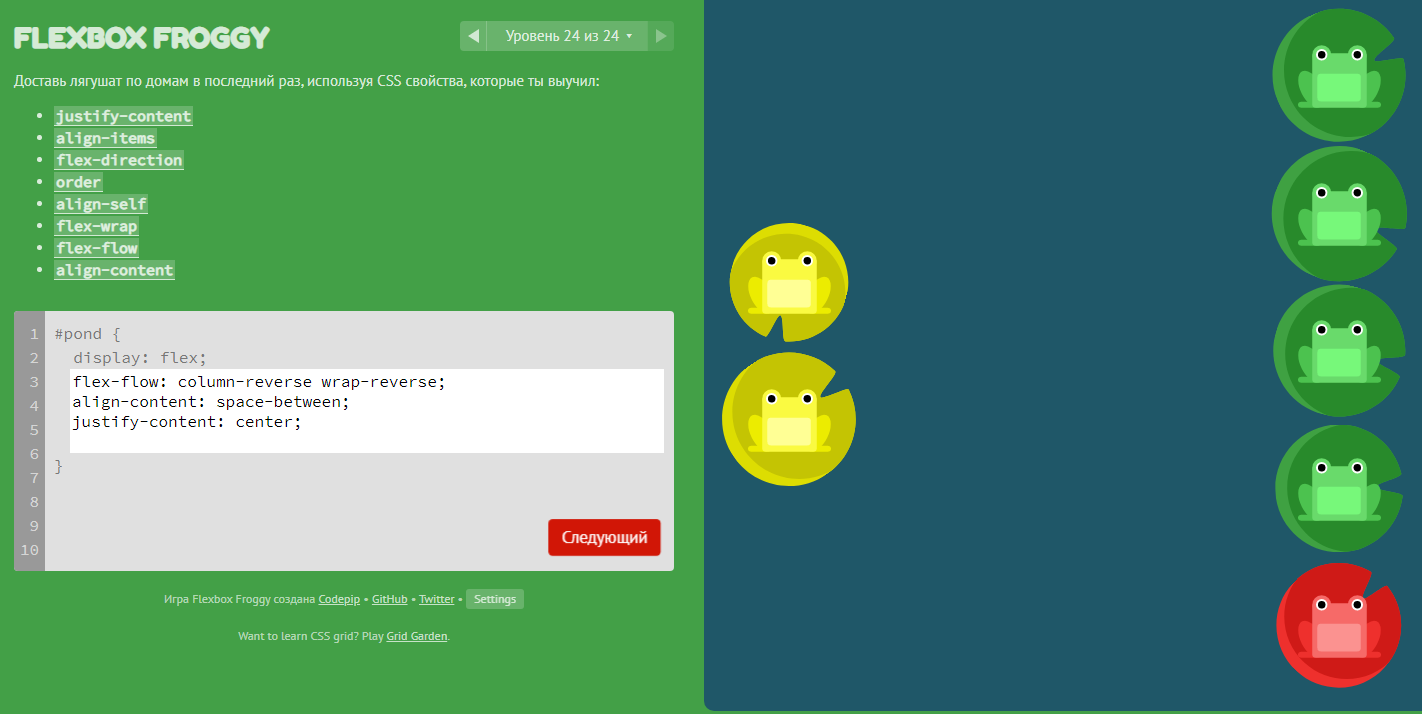 FLEXBOX FROGGY
Уровень 24 из 24
Доставь лягушат по домам в последний раз, используя CSS свойства, которые ты выучил:
justify-content
align-items
flex-direction
order
align-self
flex-wrap
flex-flow
align-content
1 #pond {
2 display: flex;
3 flex-flow: column-reverse wrap-reverse;
4 align-content: space-between;
5 justify-content: center;
6
7 }
8
9
10
Следующий
Игра Flexbox Froggy создана Codepip • GitHub • Twitter • Settings
Want to learn CSS grid? Play Grid Garden.